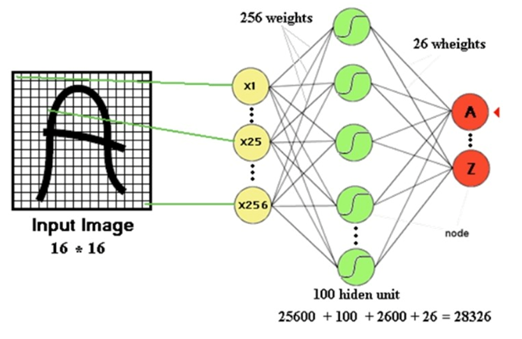 256 weights
26 wheights
x1
x25
x256
A
Z
Input Image
16 * 16
node
100 hiden unit
25600 + 100 + 2600 + 26 = 28326